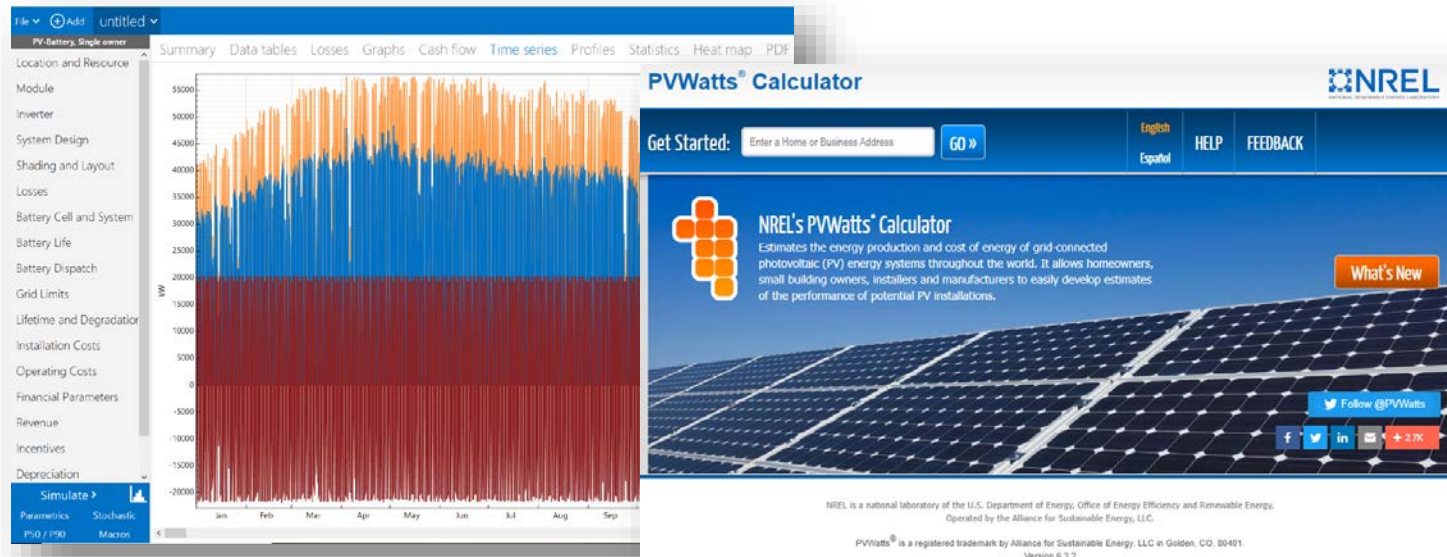 File Add untitled
PV-Battery, Single owner
Location and Resource
Module
Inverter
System Design
Shading and Layout
Losses
Battery Cell and System
Battery Life
Battery Dispatch
Grid Limits
Lifetime and Degradation
Installation Costs
Operating Costs
Financial Parameters
Revenue
Incentives
Depreciation
Simulate >
Parametrics Stochastic
P50 / P90 Macros
Summary Data tables Losses Graphs Cash flow Time series Profiles Statistics Heat map PDF
55000
50000
45000
40000
35000
30000
25000
20000
15000
10000
5000
0
-5000
-10000
-15000
-20000
kW
Jan Feb Mar Apr May Jun Jul Aug Sep
PVWatts® Calculator
NREL
NATIONAL RENEWABLE ENERGY LABORATORY
Get Started: Enter a Home or Business Address GO »
English
Español
HELP FEEDBACK
NREL's PVWatts® Calculator
Estimates the energy production and cost of energy of grid-connected
photovoltaic (PV) energy systems throughout the world. It allows homeowners,
small building owners, installers and manufacturers to easily develop estimates
of the performance of potential PV installations.
What's New
Follow @PVWatts
f in + 2.7K
NREL is a national laboratory of the U.S. Department of Energy, Office of Energy Efficiency and Renewable Energy,
Operated by the Alliance for Sustainable Energy, LLC.
PVWatts® is a registered trademark by Alliance for Sustainable Energy, LLC in Golden, CO, 80401.
Version 6.3.2